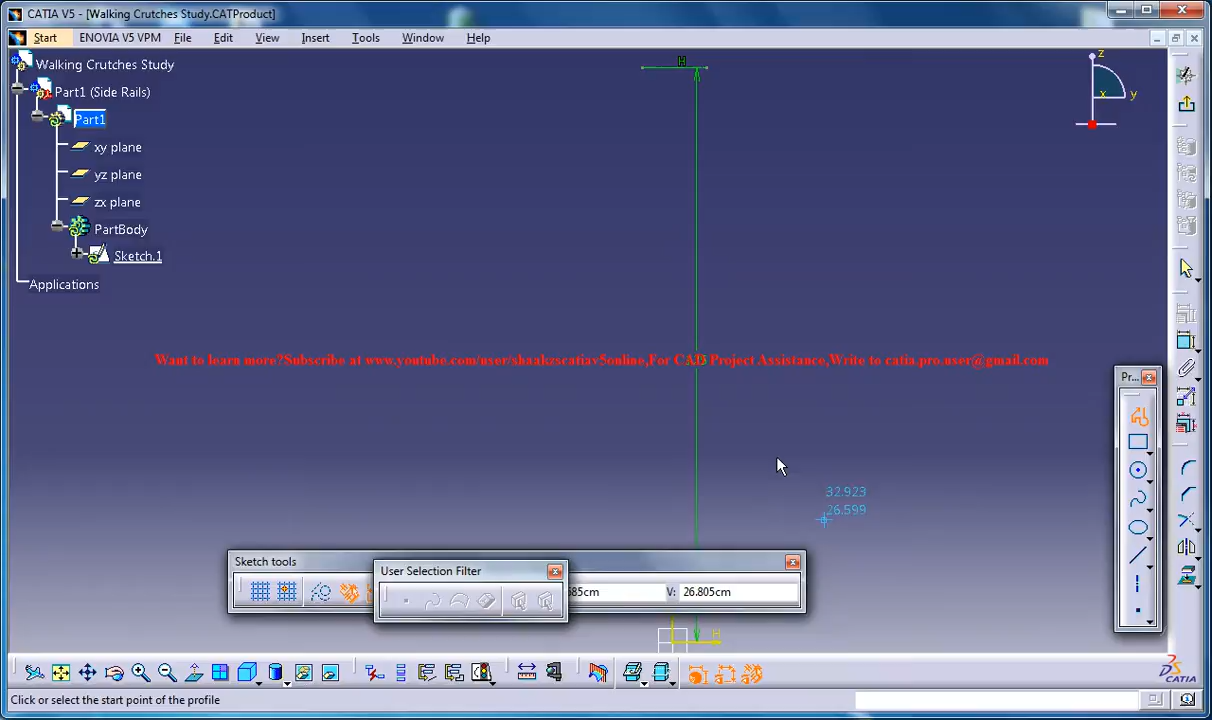 CATIA V5 - [Walking Crutches Study.CATProduct]
Start ENOVIA V5 VPM File Edit View Insert Tools Window Help
Walking Crutches Study
Part1 (Side Rails)
Part1
xy plane
yz plane
zx plane
PartBody
Sketch.1
Applications
H
z
x
y
Want to learn more?Subscribe at www.youtube.com/user/shaakzscatiav5online,For CAD Project Assistance,Write to catia.pro.user@gmail.com
Pr...
32.923
26.599
Sketch tools
User Selection Filter
85cm V: 26.805cm
H
CATIA
Click or select the start point of the profile